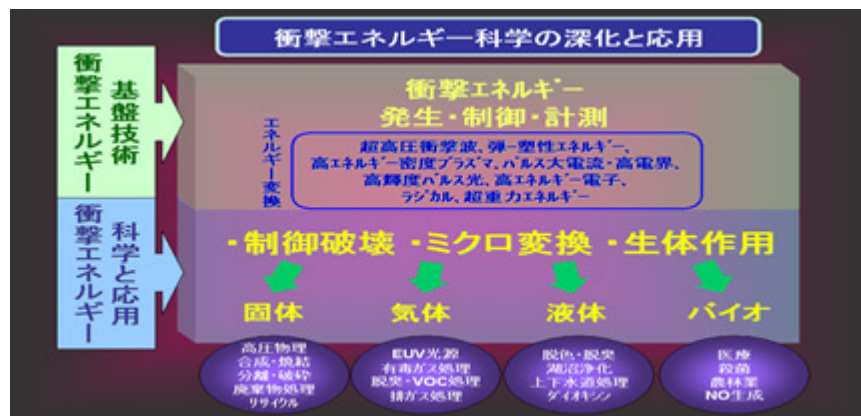 衝撃エネルギー科学の深化と応用
衝撃エネルギー
基盤技術
衝撃エネルギー
発生・制御・計測
エネルギー変換
超高圧衝撃波、弾-塑性エネルギー、
高エネルギー密度プラズマ、パルス大電流・高電界、
高輝度パルス光、高エネルギー電子、
ラジカル、超重力エネルギー
衝撃エネルギー
科学と応用
・制御破壊・ミクロ変換・生体作用
固体
気体
液体
バイオ
高圧物理
合成・焼結
分離・破砕
廃棄物処理
リサイクル
EUV光源
有毒ガス処理
脱臭・VOC処理
排ガス処理
脱色・脱臭
湖沼浄化
上下水道処理
ダイオキシン
医療
殺菌
農林業
NO生成